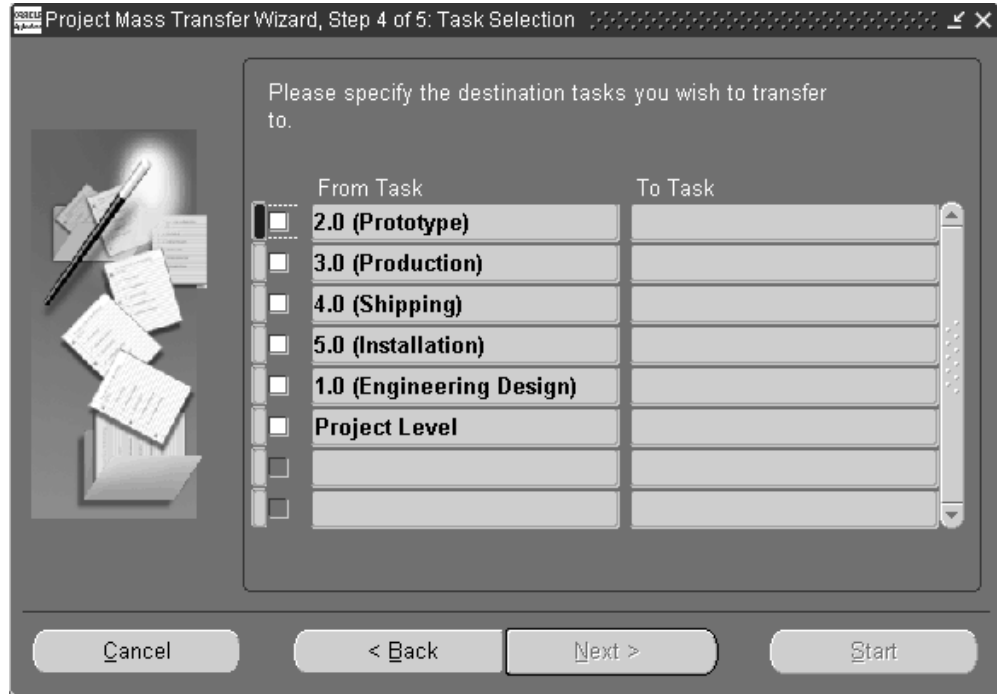 ORACLE
Project Mass Transfer Wizard, Step 4 of 5: Task Selection
Please specify the destination tasks you wish to transfer
to.
From Task To Task
2.0 (Prototype)
3.0 (Production)
4.0 (Shipping)
5.0 (Installation)
1.0 (Engineering Design)
Project Level
Cancel < Back Next > Start